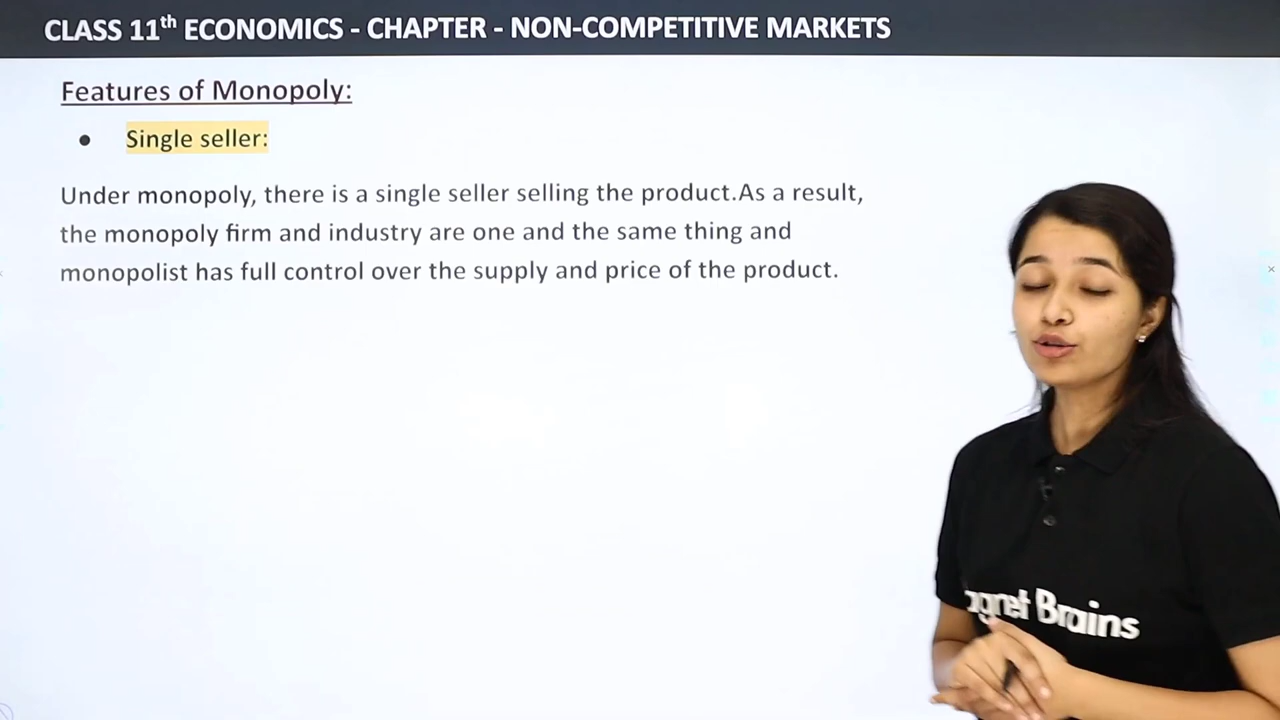 CLASS 11th ECONOMICS - CHAPTER - NON-COMPETITIVE MARKETS
Features of Monopoly:
● Single seller:
Under monopoly, there is a single seller selling the product.As a result,
the monopoly firm and industry are one and the same thing and
monopolist has full control over the supply and price of the product.
agnet Brains